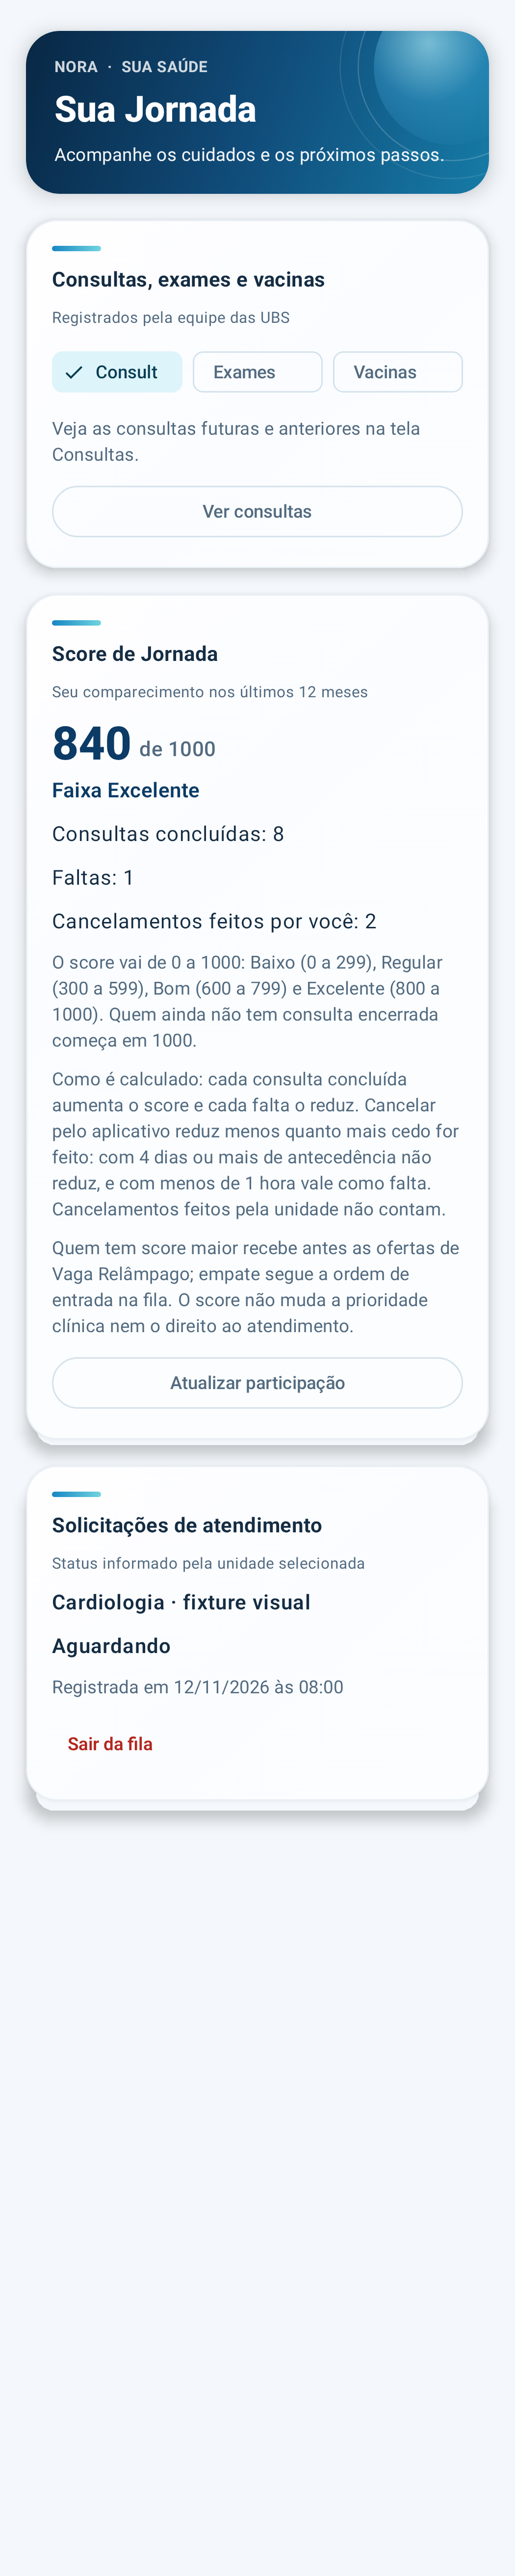 NORA · SUA SAÚDE
Sua Jornada
Acompanhe os cuidados e os próximos passos.
Consultas, exames e vacinas
Registrados pela equipe das UBS
Consult
Exames
Vacinas
Veja as consultas futuras e anteriores na tela
Consultas.
Ver consultas
Score de Jornada
Seu comparecimento nos últimos 12 meses
840 de 1000
Faixa Excelente
Consultas concluídas: 8
Faltas: 1
Cancelamentos feitos por você: 2
O score vai de 0 a 1000: Baixo (0 a 299), Regular
(300 a 599), Bom (600 a 799) e Excelente (800 a
1000). Quem ainda não tem consulta encerrada
começa em 1000.
Como é calculado: cada consulta concluída
aumenta o score e cada falta o reduz. Cancelar
pelo aplicativo reduz menos quanto mais cedo for
feito: com 4 dias ou mais de antecedência não
reduz, e com menos de 1 hora vale como falta.
Cancelamentos feitos pela unidade não contam.
Quem tem score maior recebe antes as ofertas de
Vaga Relâmpago; empate segue a ordem de
entrada na fila. O score não muda a prioridade
clínica nem o direito ao atendimento.
Atualizar participação
Solicitações de atendimento
Status informado pela unidade selecionada
Cardiologia · fixture visual
Aguardando
Registrada em 12/11/2026 às 08:00
Sair da fila